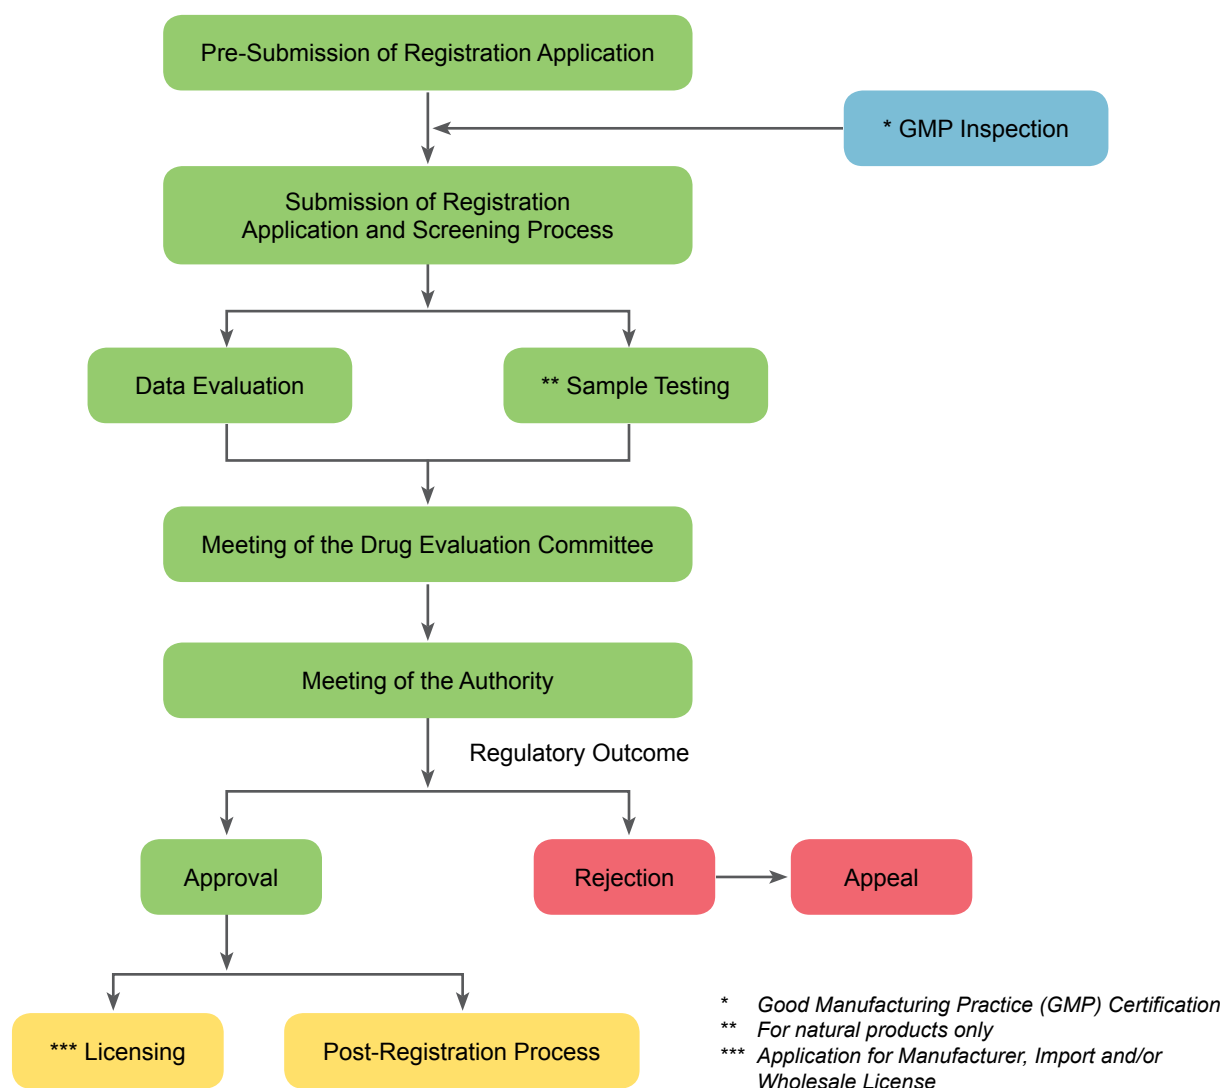 Pre-Submission of Registration Application
* GMP Inspection
Submission of Registration
Application and Screening Process
Data Evaluation
** Sample Testing
Meeting of the Drug Evaluation Committee
Meeting of the Authority
Regulatory Outcome
Approval
Rejection
Appeal
*** Licensing
Post-Registration Process
* Good Manufacturing Practice (GMP) Certification
** For natural products only
*** Application for Manufacturer, Import and/or
Wholesale License